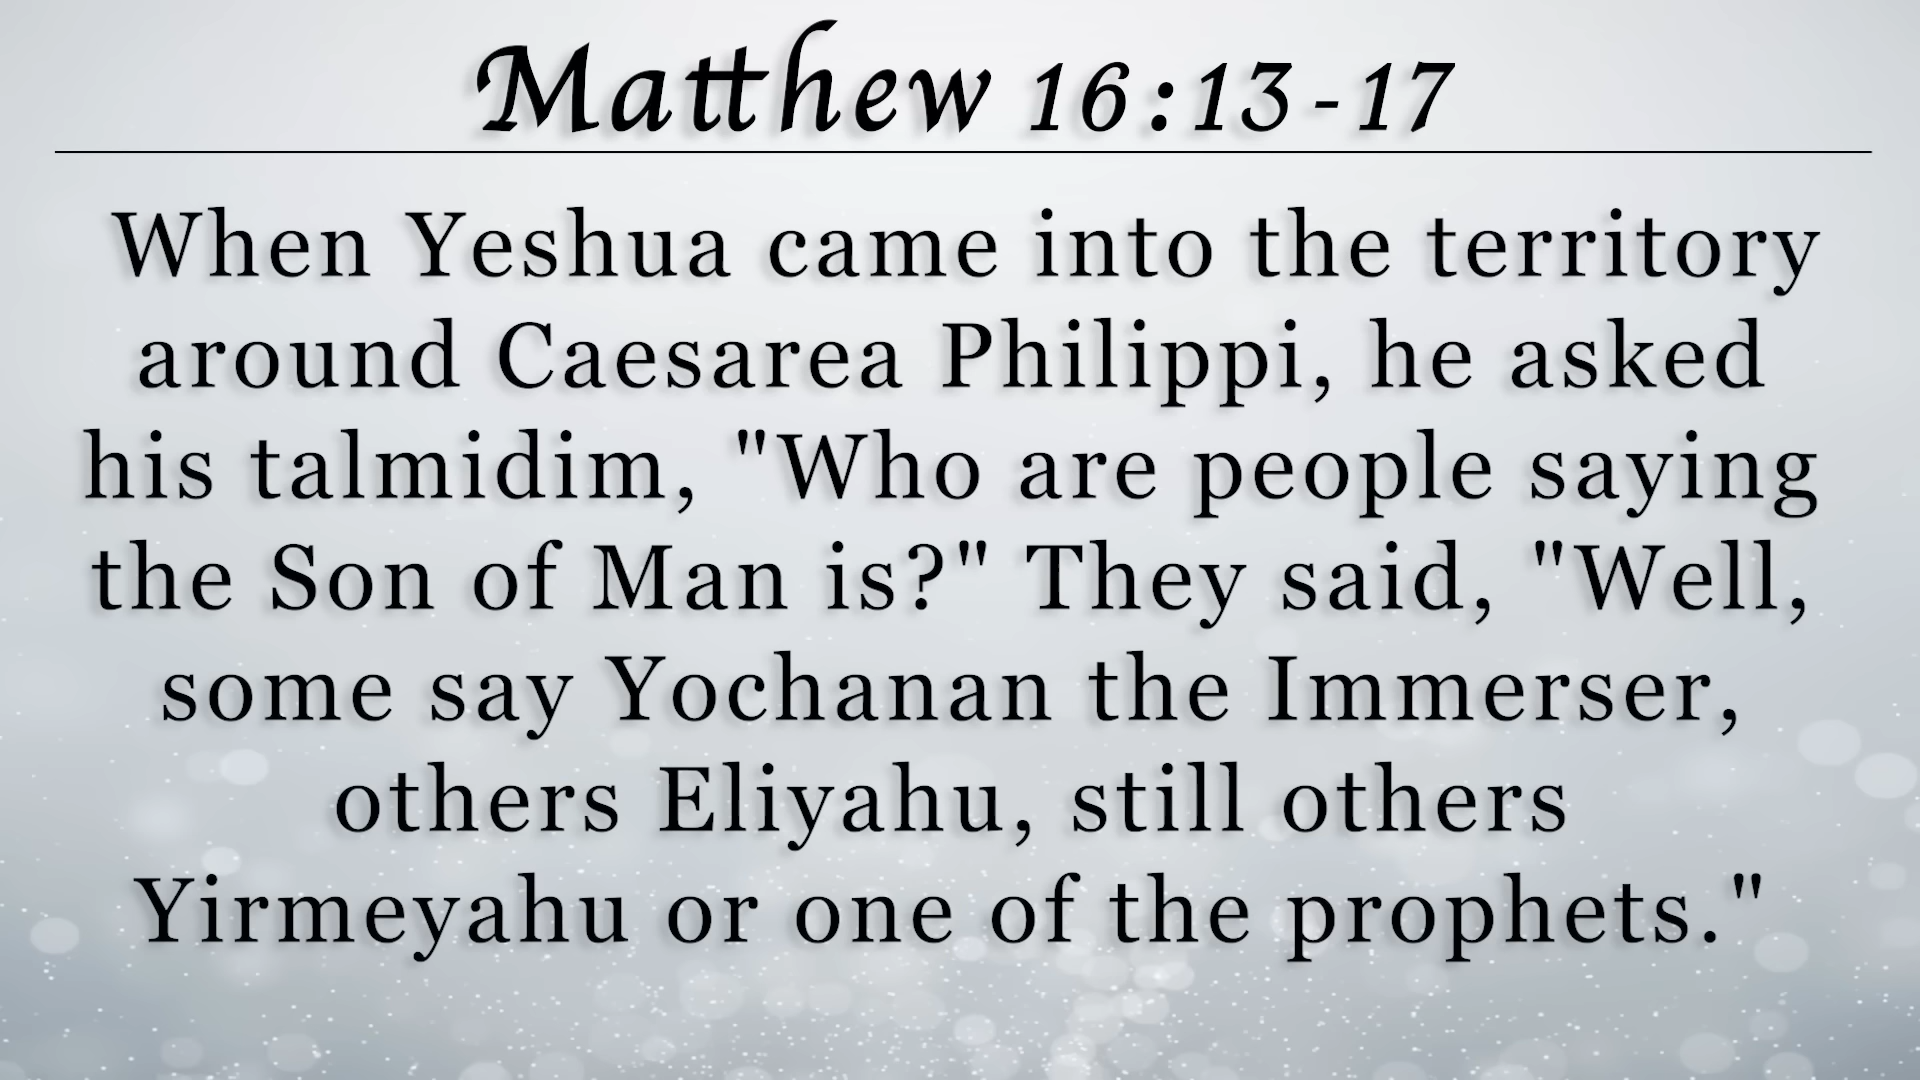 Matthew 16:13-17
When Yeshua came into the territory
around Caesarea Philippi, he asked
his talmidim, "Who are people saying
the Son of Man is?" They said, "Well,
some say Yochanan the Immerser,
others Eliyahu, still others
Yirmeyahu or one of the prophets."